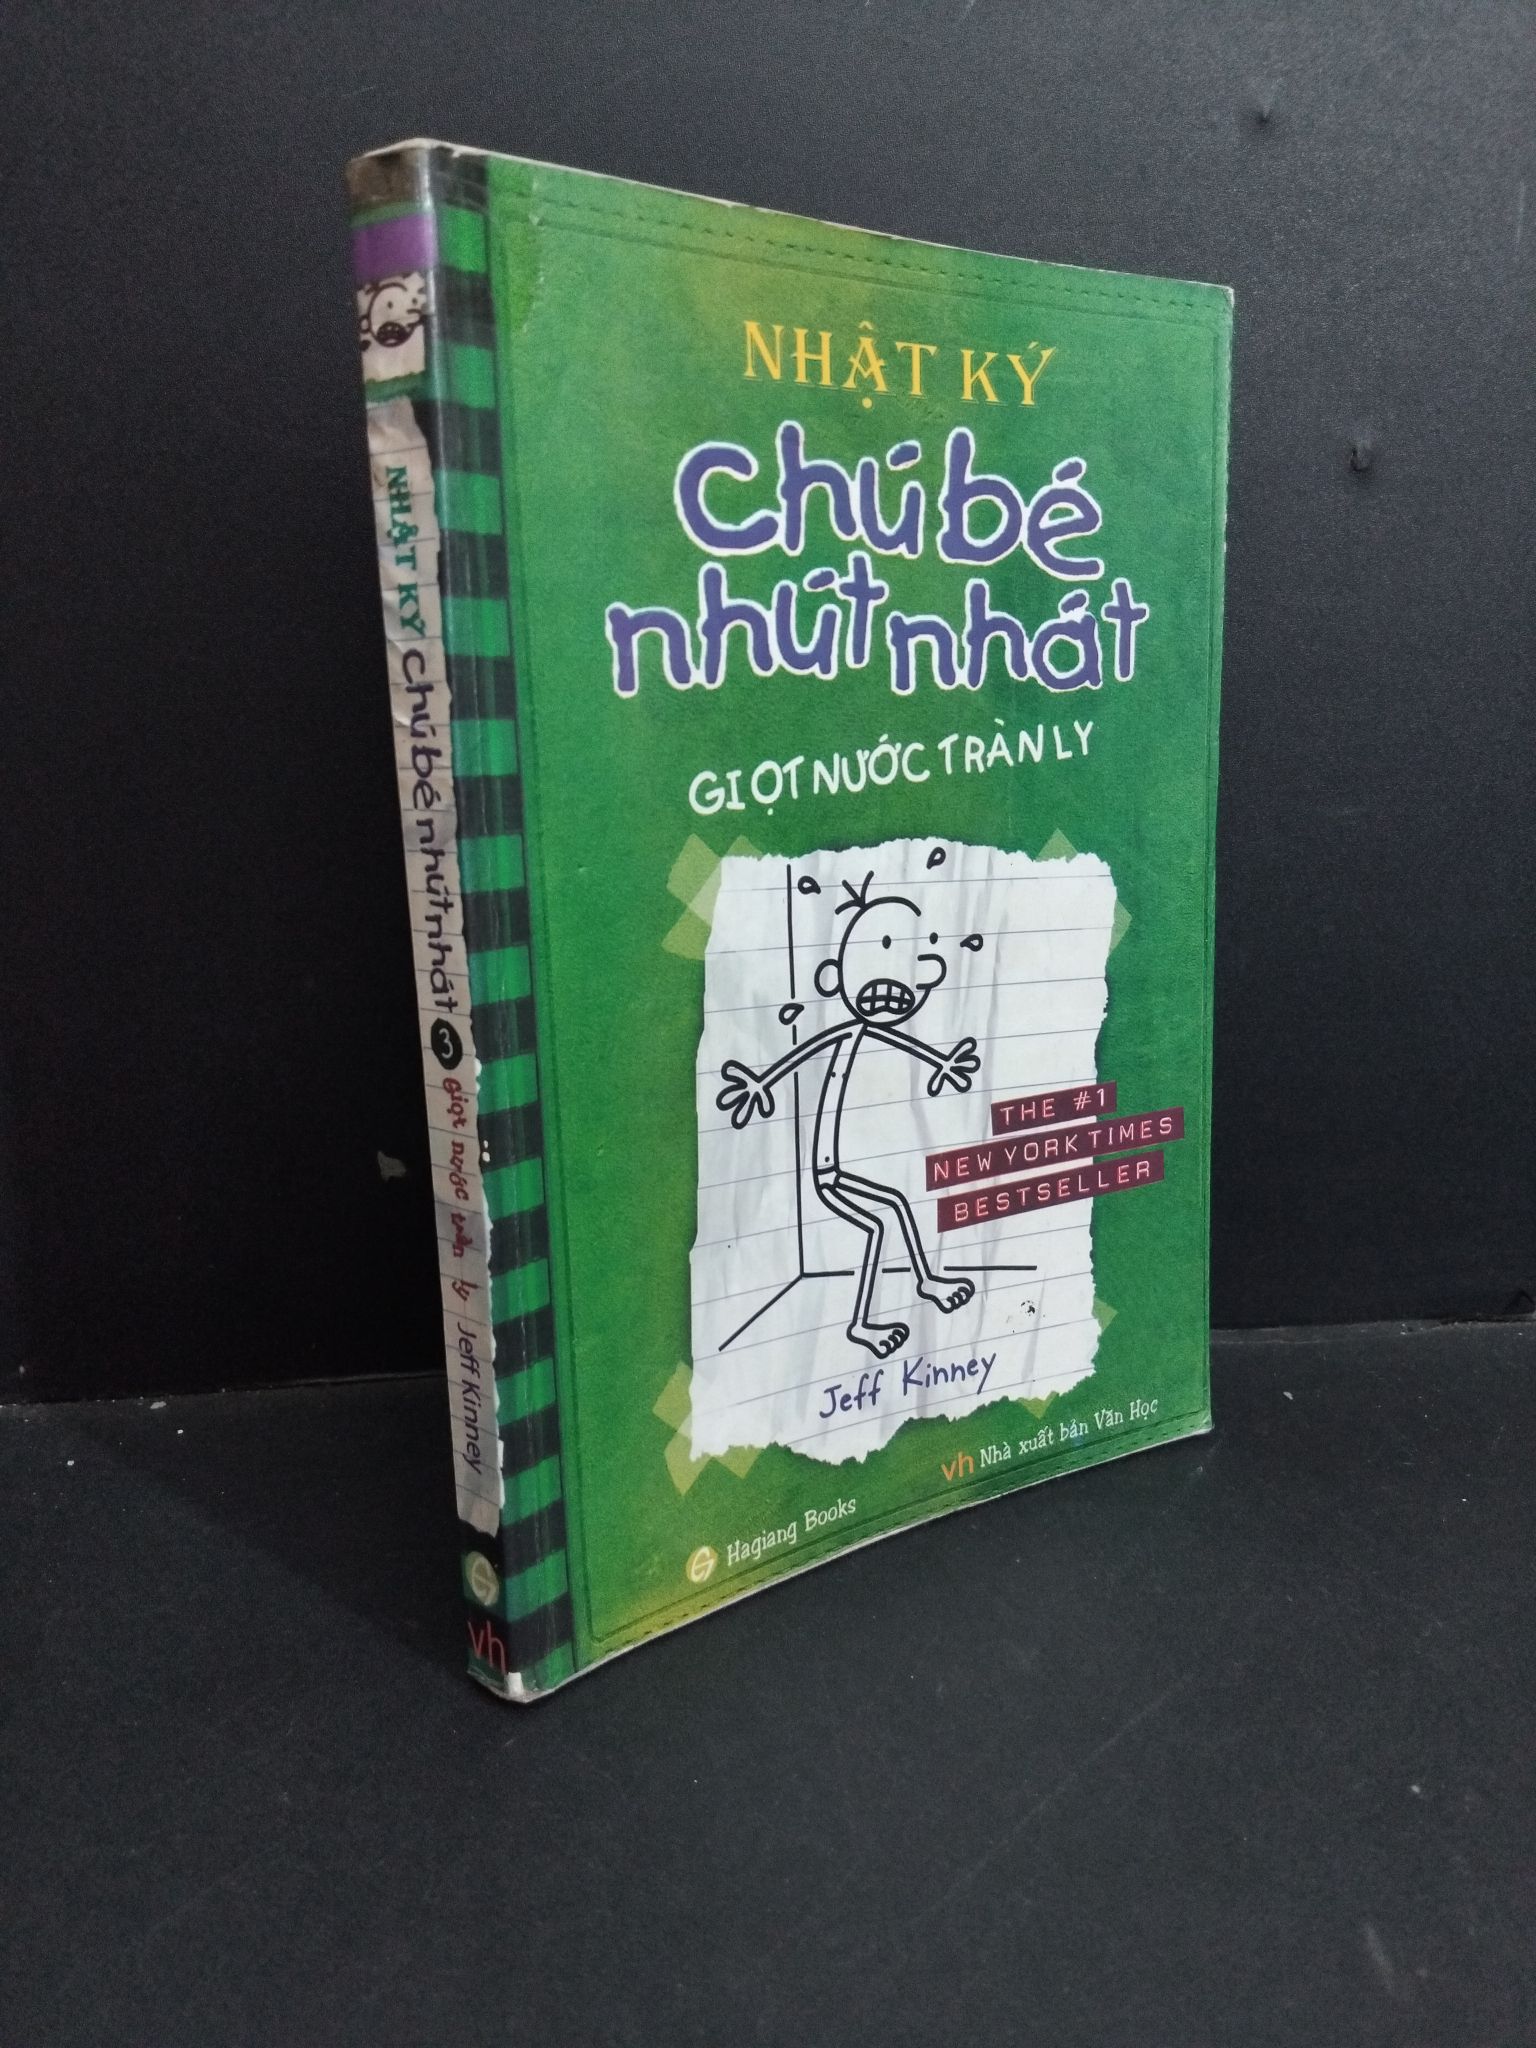 NHẬT KÝ
chú bé
nhút nhát
GIỌT NƯỚC TRÀN LY
THE #1
NEW YORK TIMES
BESTSELLER
Jeff Kinney
vh Nhà xuất bản Văn Học
Hagiang Books
NHẬT KÝ chú bé nhút nhát 3 Giọt nước tràn ly Jeff Kinney
vh